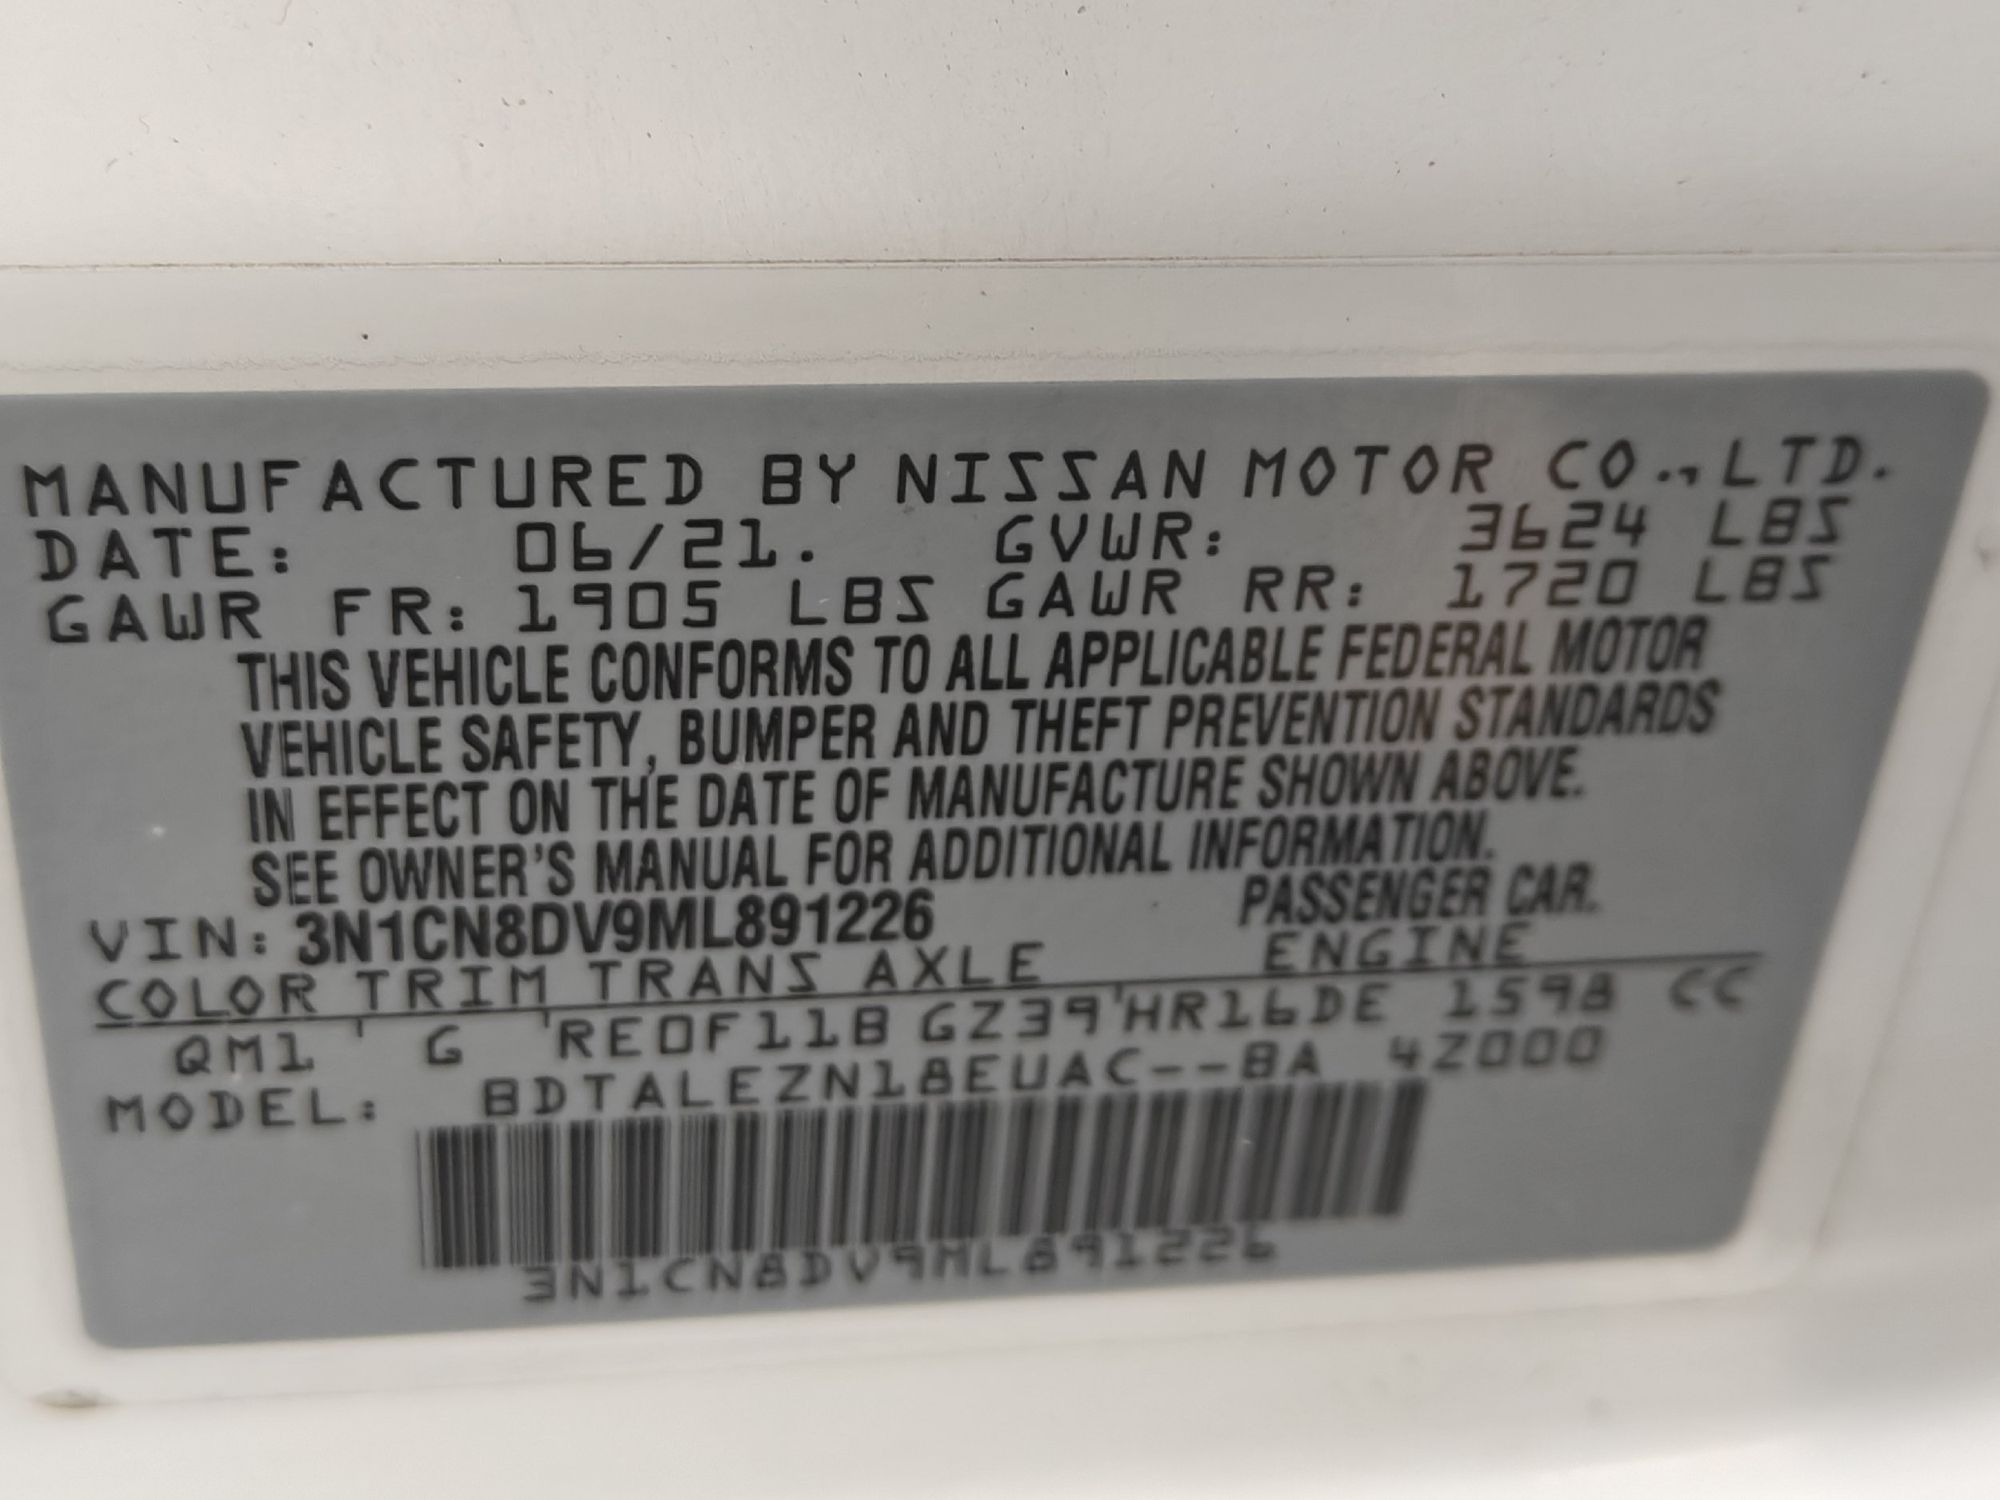 MANUFACTURED BY NISSAN MOTOR CO., LTD.
DATE: 06/21. GVWR: 3624 LBS
GAWR FR: 1905 LBS GAWR RR: 1720 LBS
THIS VEHICLE CONFORMS TO ALL APPLICABLE FEDERAL MOTOR
VEHICLE SAFETY, BUMPER AND THEFT PREVENTION STANDARDS
IN EFFECT ON THE DATE OF MANUFACTURE SHOWN ABOVE.
SEE OWNER'S MANUAL FOR ADDITIONAL INFORMATION.
VIN: 3N1CN8DV9ML891226 PASSENGER CAR.
COLOR TRIM TRANS AXLE ENGINE
QM1 ' G 'RE0F11B GZ39'HR16DE 1598 CC
MODEL: BDTALEZN18EUAC--BA 4Z000
3N1CN8DV9ML891226